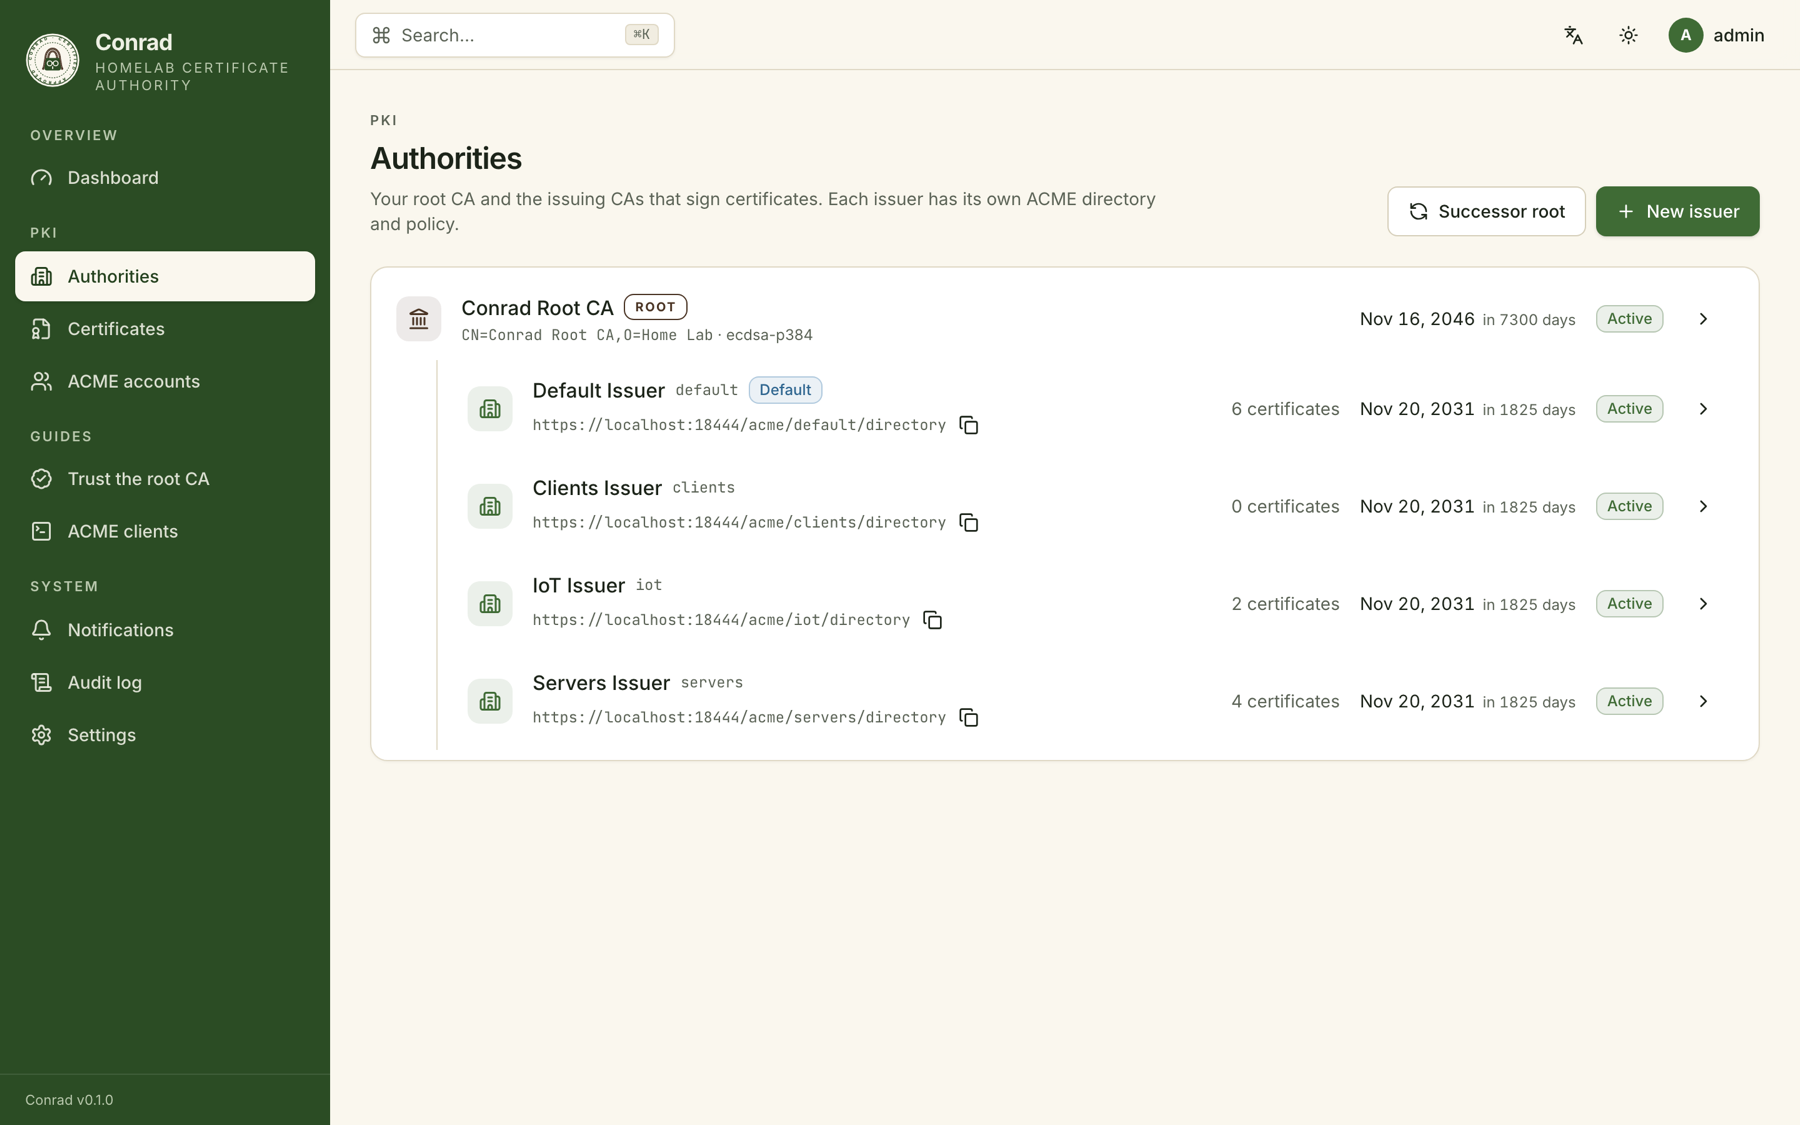 Conrad
HOMELAB CERTIFICATE
AUTHORITY
OVERVIEW
Dashboard
PKI
Authorities
Certificates
ACME accounts
GUIDES
Trust the root CA
ACME clients
SYSTEM
Notifications
Audit log
Settings
Conrad v0.1.0
Search...
⌘K
A
admin
PKI
Authorities
Your root CA and the issuing CAs that sign certificates. Each issuer has its own ACME directory
and policy.
Successor root
New issuer
Conrad Root CA ROOT
CN=Conrad Root CA,O=Home Lab · ecdsa-p384
Nov 16, 2046 in 7300 days Active
Default Issuer default Default
https://localhost:18444/acme/default/directory
6 certificates Nov 20, 2031 in 1825 days Active
Clients Issuer clients
https://localhost:18444/acme/clients/directory
0 certificates Nov 20, 2031 in 1825 days Active
IoT Issuer iot
https://localhost:18444/acme/iot/directory
2 certificates Nov 20, 2031 in 1825 days Active
Servers Issuer servers
https://localhost:18444/acme/servers/directory
4 certificates Nov 20, 2031 in 1825 days Active